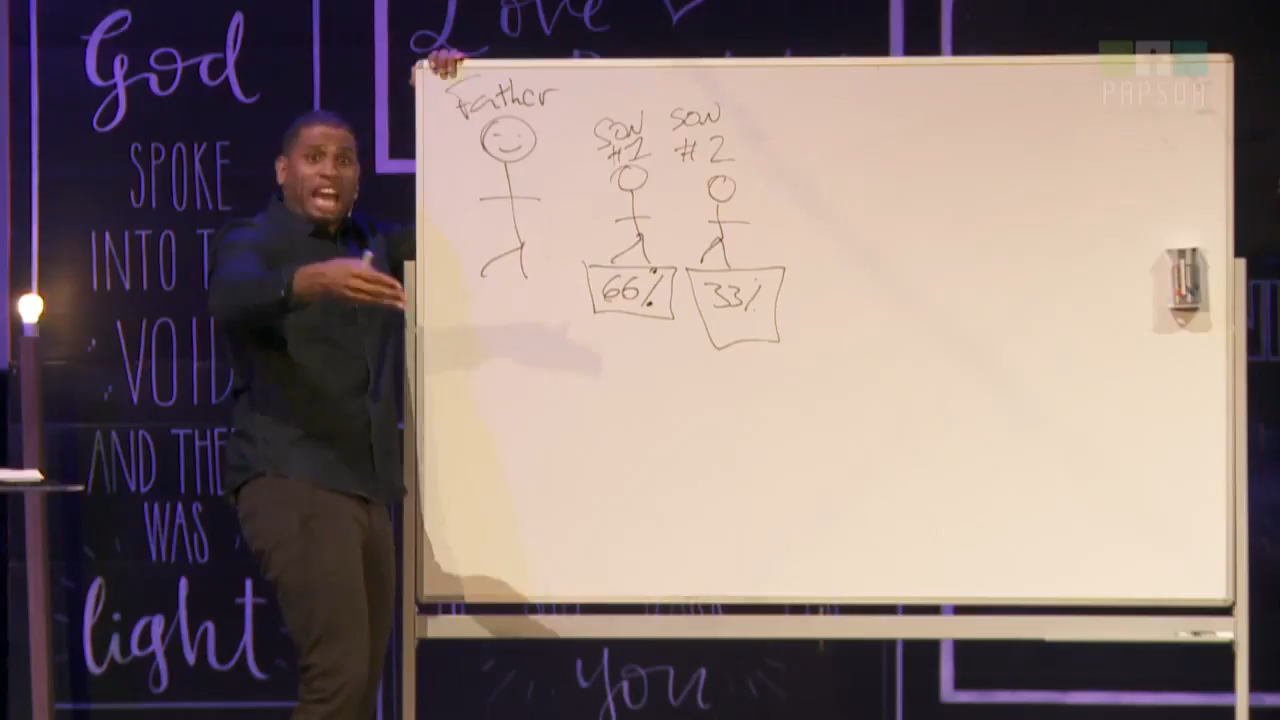 God
SPOKE
INTO T
VOID
AND THE
WAS
light
Love
Father
SON
#1
SON
#2
66%
33%
you
PAPSON